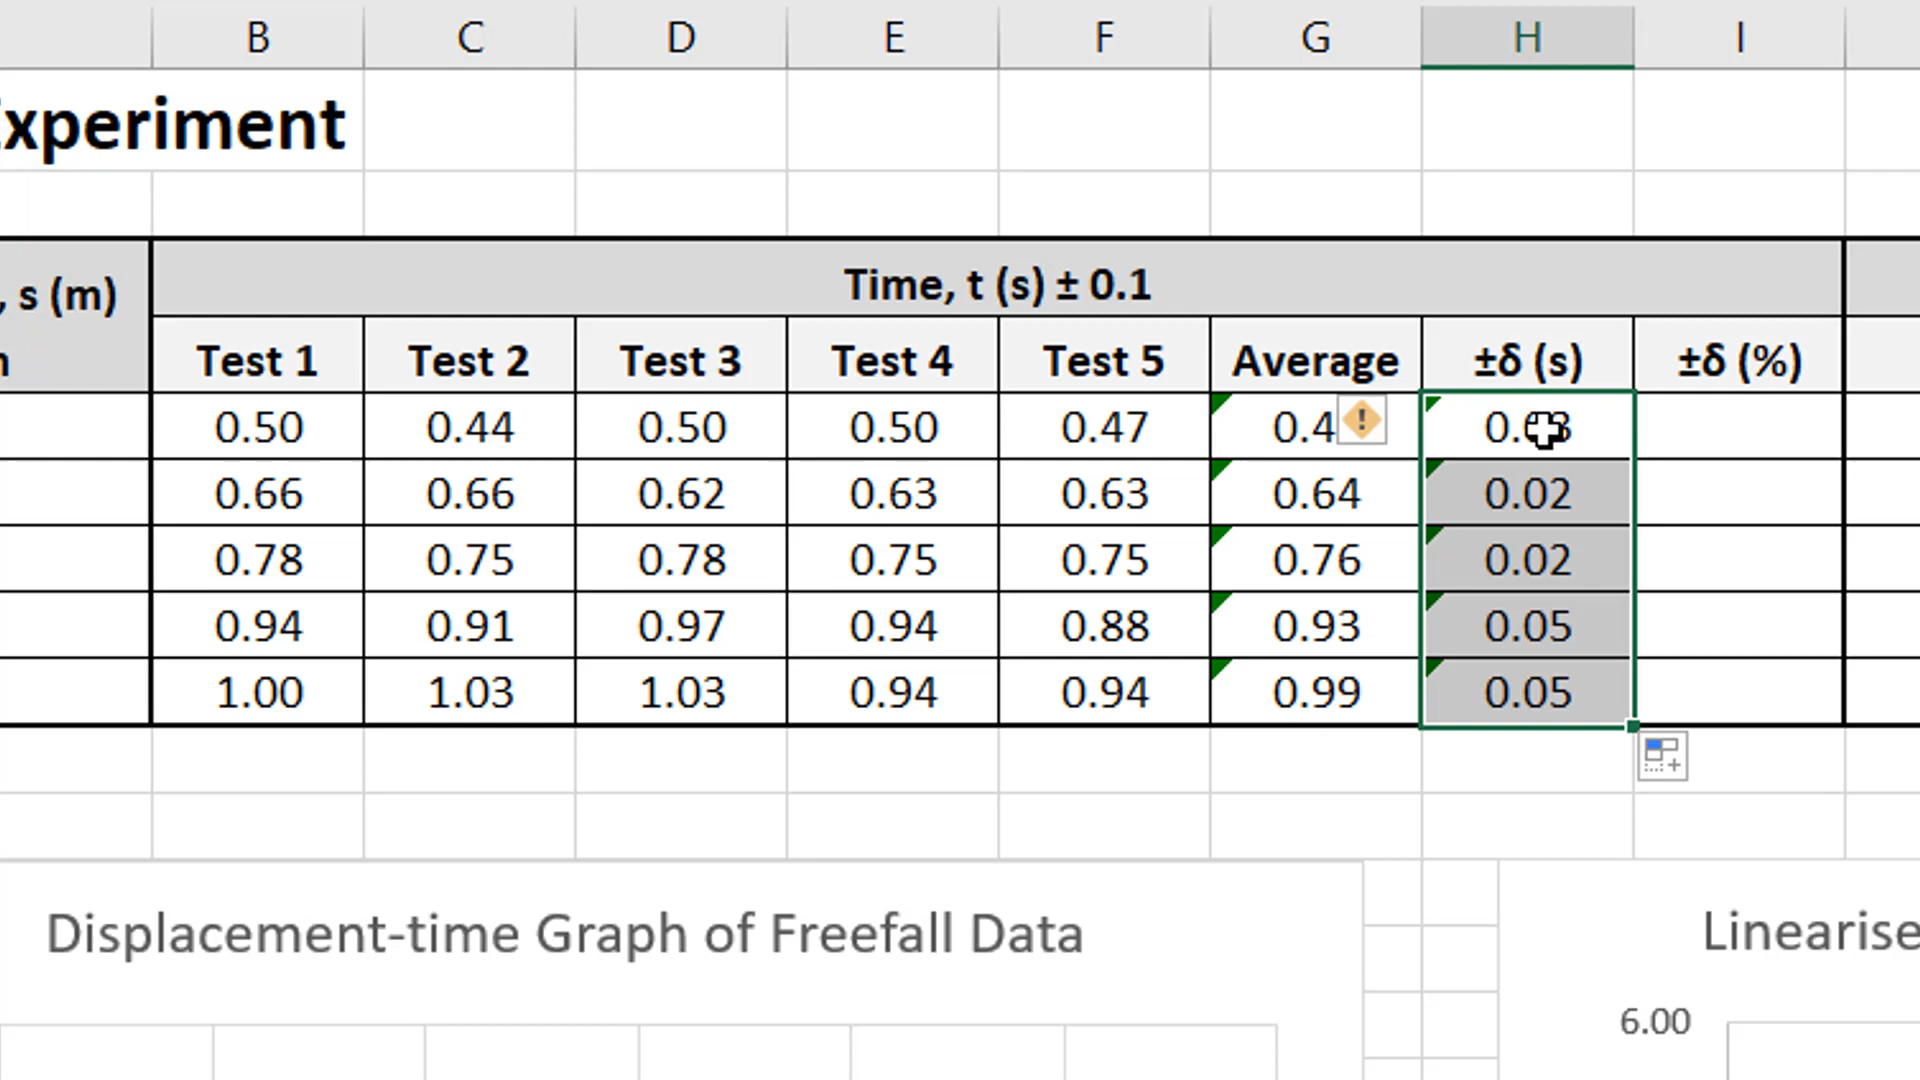 B C D E F G H I
xperiment
, s (m) Time, t (s) ± 0.1
Test 1 Test 2 Test 3 Test 4 Test 5 Average ±δ (s) ±δ (%)
0.50 0.44 0.50 0.50 0.47 0.4
0.66 0.66 0.62 0.63 0.63 0.64 0.02
0.78 0.75 0.78 0.75 0.75 0.76 0.02
0.94 0.91 0.97 0.94 0.88 0.93 0.05
1.00 1.03 1.03 0.94 0.94 0.99 0.05
Displacement-time Graph of Freefall Data
Linearise
6.00